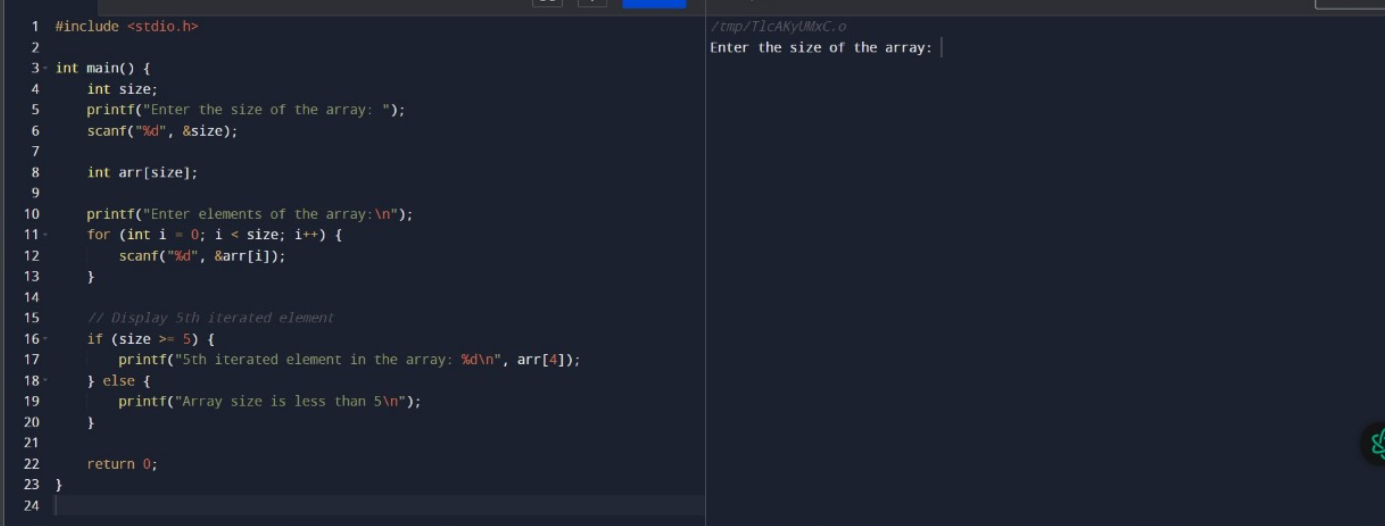 1 #include <stdio.h>
2
3 int main() {
4 int size;
5 printf("Enter the size of the array: ");
6 scanf("%d", &size);
7
8 int arr[size];
9
10 printf("Enter elements of the array:\n");
11 for (int i = 0; i < size; i++) {
12 scanf("%d", &arr[i]);
13 }
14
15 // Display 5th iterated element
16 if (size >= 5) {
17 printf("5th iterated element in the array: %d\n", arr[4]);
18 } else {
19 printf("Array size is less than 5\n");
20 }
21
22 return 0;
23 }
24
/tmp/TlcAKyUMxC.o
Enter the size of the array: